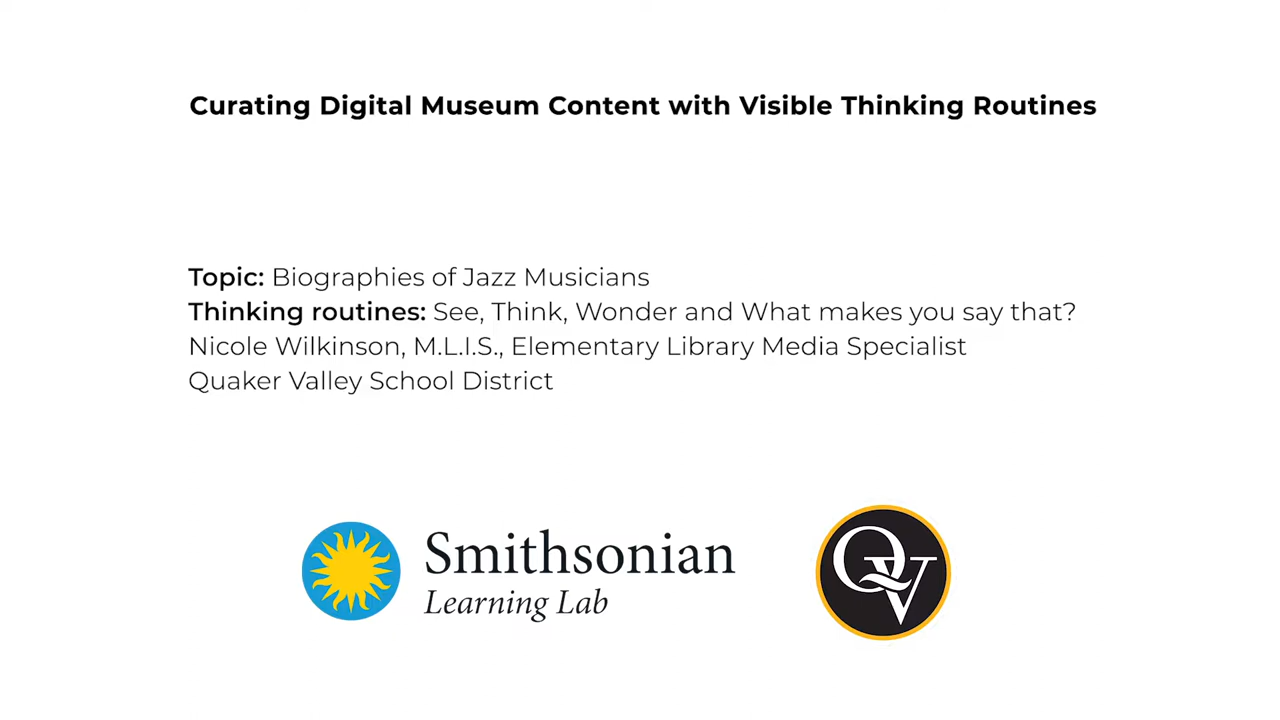 Curating Digital Museum Content with Visible Thinking Routines
Topic: Biographies of Jazz Musicians
Thinking routines: See, Think, Wonder and What makes you say that?
Nicole Wilkinson, M.L.I.S., Elementary Library Media Specialist
Quaker Valley School District
Smithsonian
Learning Lab
QV